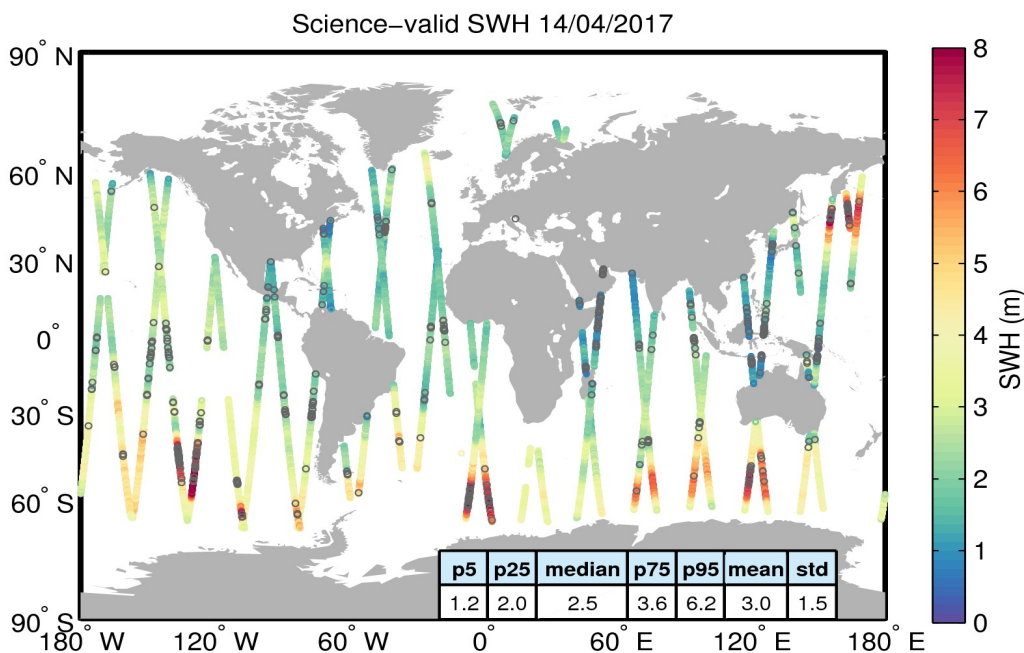 Science−valid SWH 14/04/2017
90° N
60° N
30° N
0°
30° S
60° S
90° S
180° W
120° W
60° W
0°
60° E
120° E
180° E
p5 p25 median p75 p95 mean std
1.2 2.0 2.5 3.6 6.2 3.0 1.5
8
7
6
5
4
3
2
1
0
SWH (m)